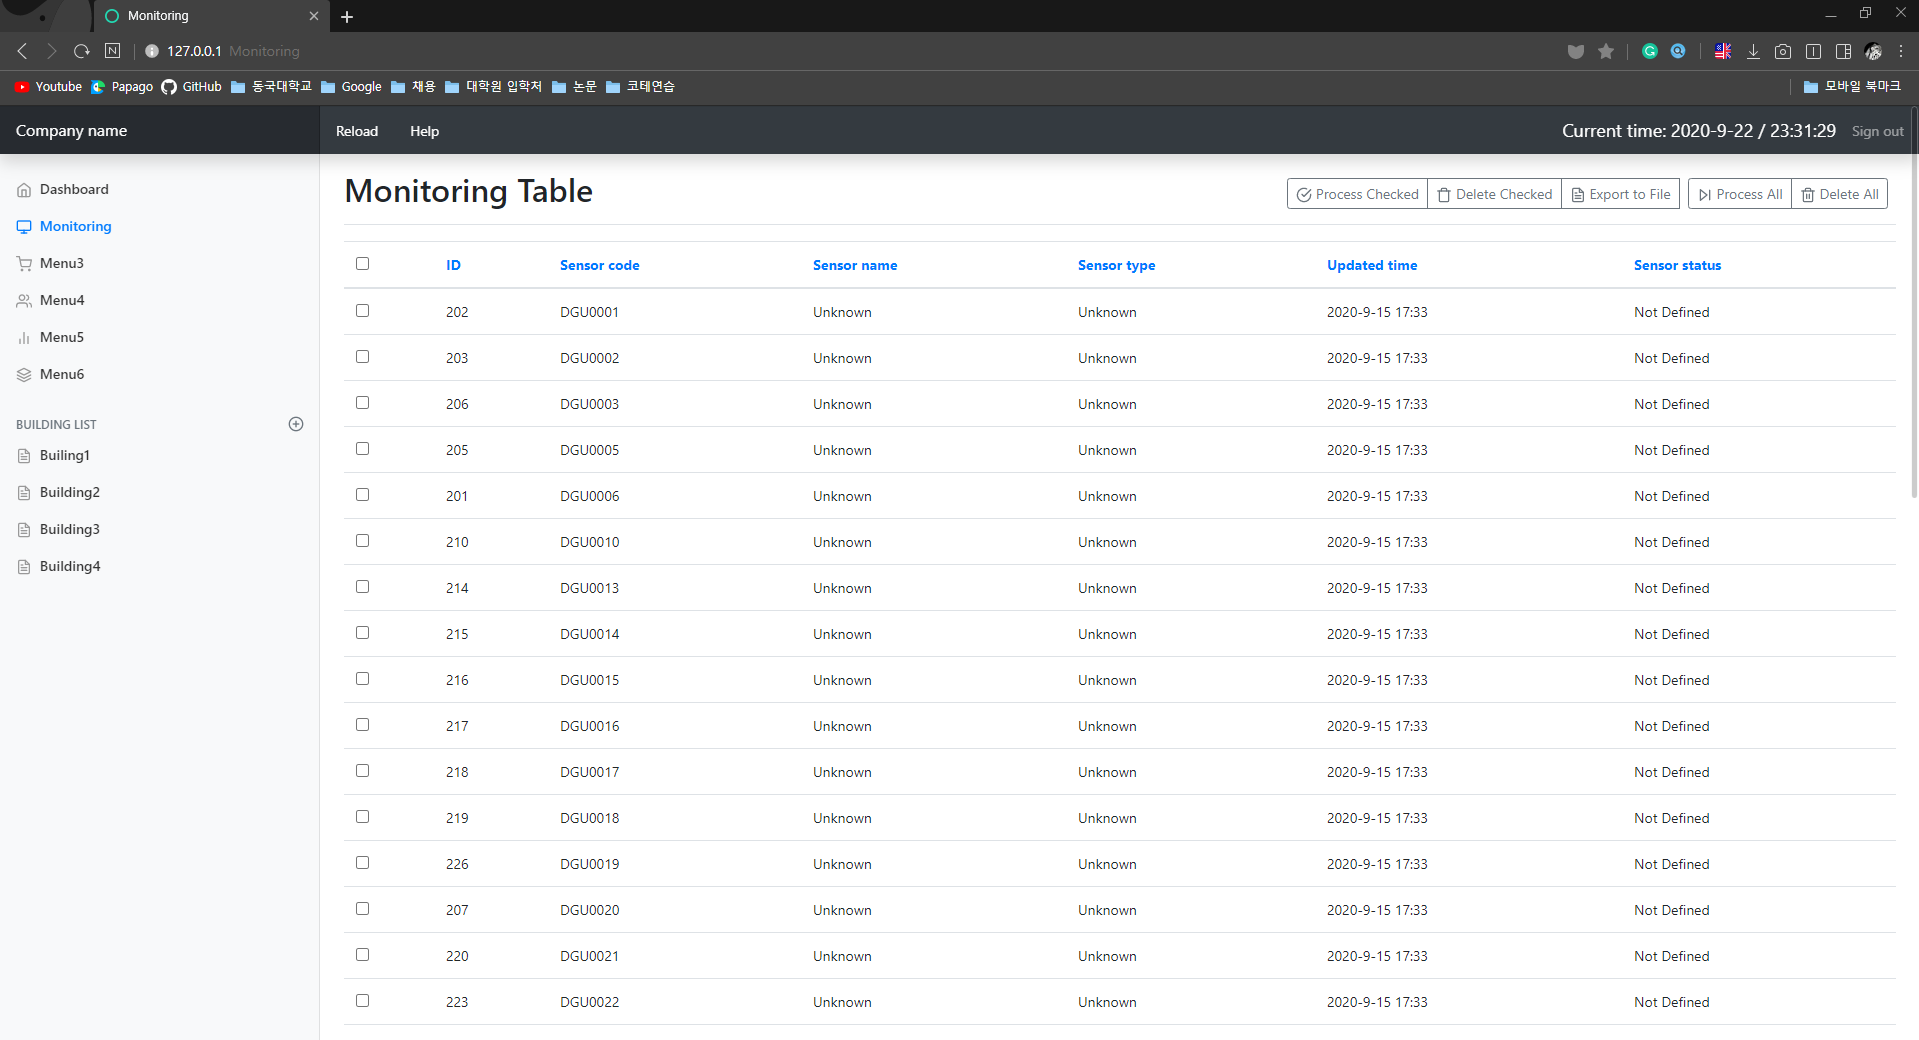 Monitoring
127.0.0.1 Monitoring
Youtube Papago GitHub 동국대학교 Google 채용 대학원 입학처 논문 코테연습 모바일 북마크
Company name Reload Help Current time: 2020-9-22 / 23:31:29 Sign out
Dashboard
Monitoring
Menu3
Menu4
Menu5
Menu6
BUILDING LIST
Builing1
Building2
Building3
Building4
Monitoring Table Process Checked Delete Checked Export to File Process All Delete All
ID Sensor code Sensor name Sensor type Updated time Sensor status
202 DGU0001 Unknown Unknown 2020-9-15 17:33 Not Defined
203 DGU0002 Unknown Unknown 2020-9-15 17:33 Not Defined
206 DGU0003 Unknown Unknown 2020-9-15 17:33 Not Defined
205 DGU0005 Unknown Unknown 2020-9-15 17:33 Not Defined
201 DGU0006 Unknown Unknown 2020-9-15 17:33 Not Defined
210 DGU0010 Unknown Unknown 2020-9-15 17:33 Not Defined
214 DGU0013 Unknown Unknown 2020-9-15 17:33 Not Defined
215 DGU0014 Unknown Unknown 2020-9-15 17:33 Not Defined
216 DGU0015 Unknown Unknown 2020-9-15 17:33 Not Defined
217 DGU0016 Unknown Unknown 2020-9-15 17:33 Not Defined
218 DGU0017 Unknown Unknown 2020-9-15 17:33 Not Defined
219 DGU0018 Unknown Unknown 2020-9-15 17:33 Not Defined
226 DGU0019 Unknown Unknown 2020-9-15 17:33 Not Defined
207 DGU0020 Unknown Unknown 2020-9-15 17:33 Not Defined
220 DGU0021 Unknown Unknown 2020-9-15 17:33 Not Defined
223 DGU0022 Unknown Unknown 2020-9-15 17:33 Not Defined